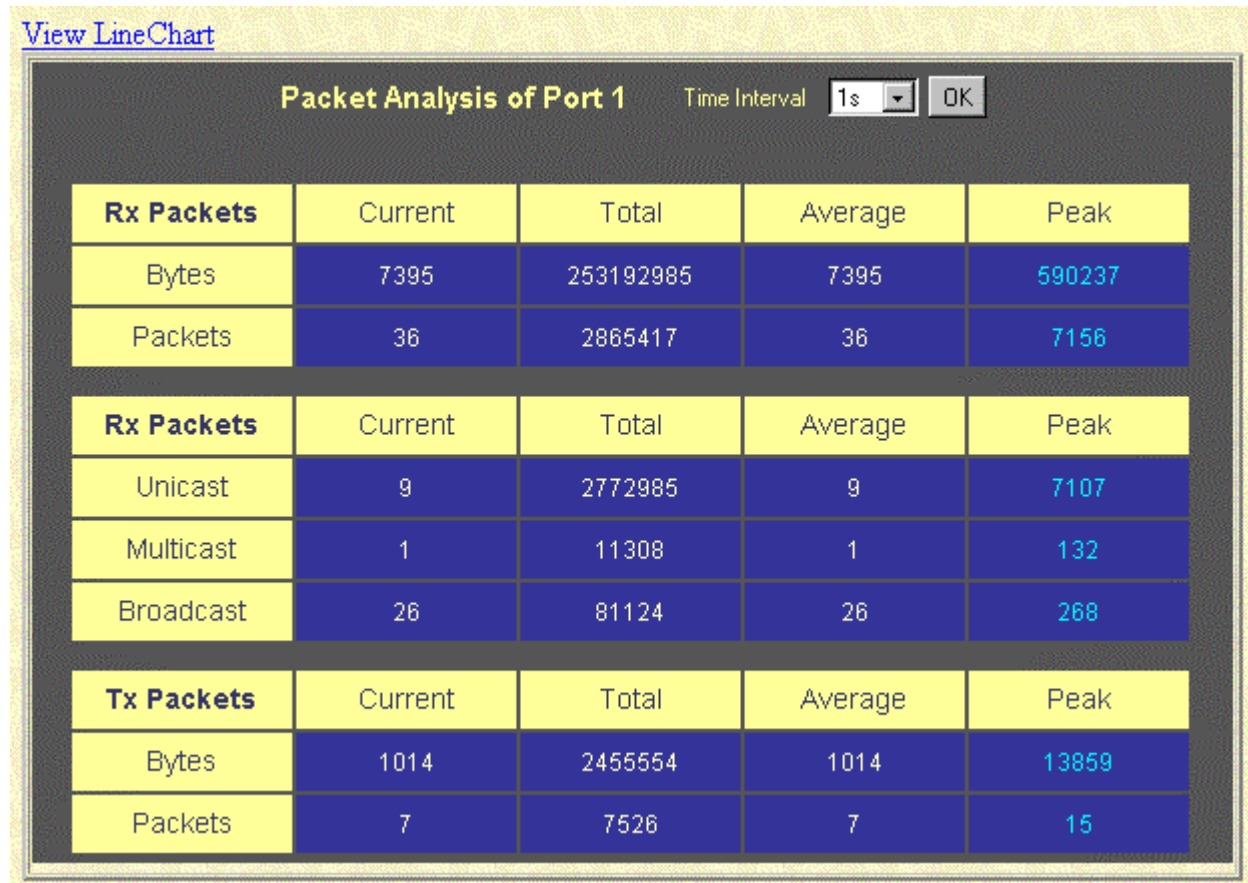 View LineChart
Packet Analysis of Port 1 Time Interval 1s OK
Rx Packets Current Total Average Peak
Bytes 7395 253192985 7395 590237
Packets 36 2865417 36 7156
Rx Packets Current Total Average Peak
Unicast 9 2772985 9 7107
Multicast 1 11308 1 132
Broadcast 26 81124 26 268
Tx Packets Current Total Average Peak
Bytes 1014 2455554 1014 13859
Packets 7 7526 7 15